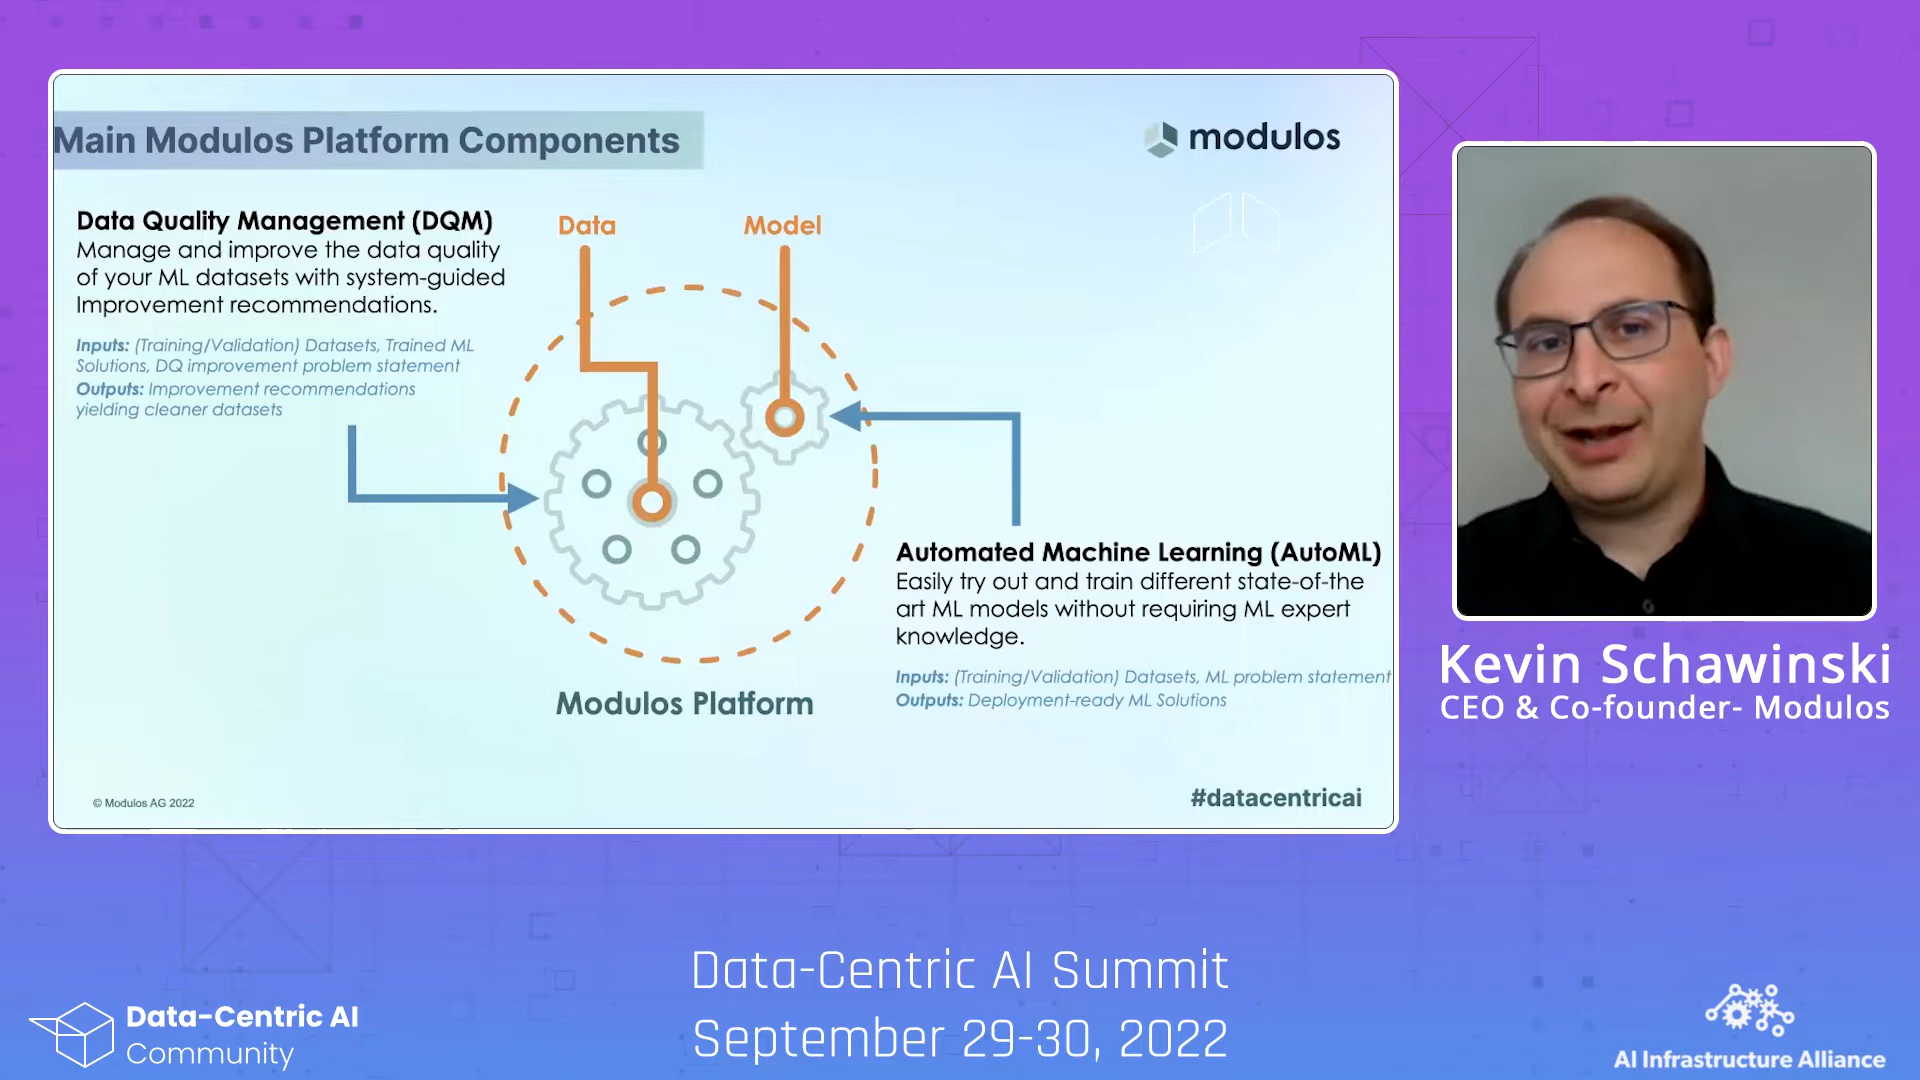 Main Modulos Platform Components
modulos
Data Quality Management (DQM)
Manage and improve the data quality
of your ML datasets with system-guided
Improvement recommendations.
Inputs: (Training/Validation) Datasets, Trained ML
Solutions, DQ improvement problem statement
Outputs: Improvement recommendations
yielding cleaner datasets
Data
Model
Automated Machine Learning (AutoML)
Easily try out and train different state-of-the
art ML models without requiring ML expert
knowledge.
Inputs: (Training/Validation) Datasets, ML problem statement
Outputs: Deployment-ready ML Solutions
Modulos Platform
© Modulos AG 2022
#datacentricai
Kevin Schawinski
CEO & Co-founder- Modulos
Data-Centric AI Summit
September 29-30, 2022
Data-Centric AI
Community
AI Infrastructure Alliance